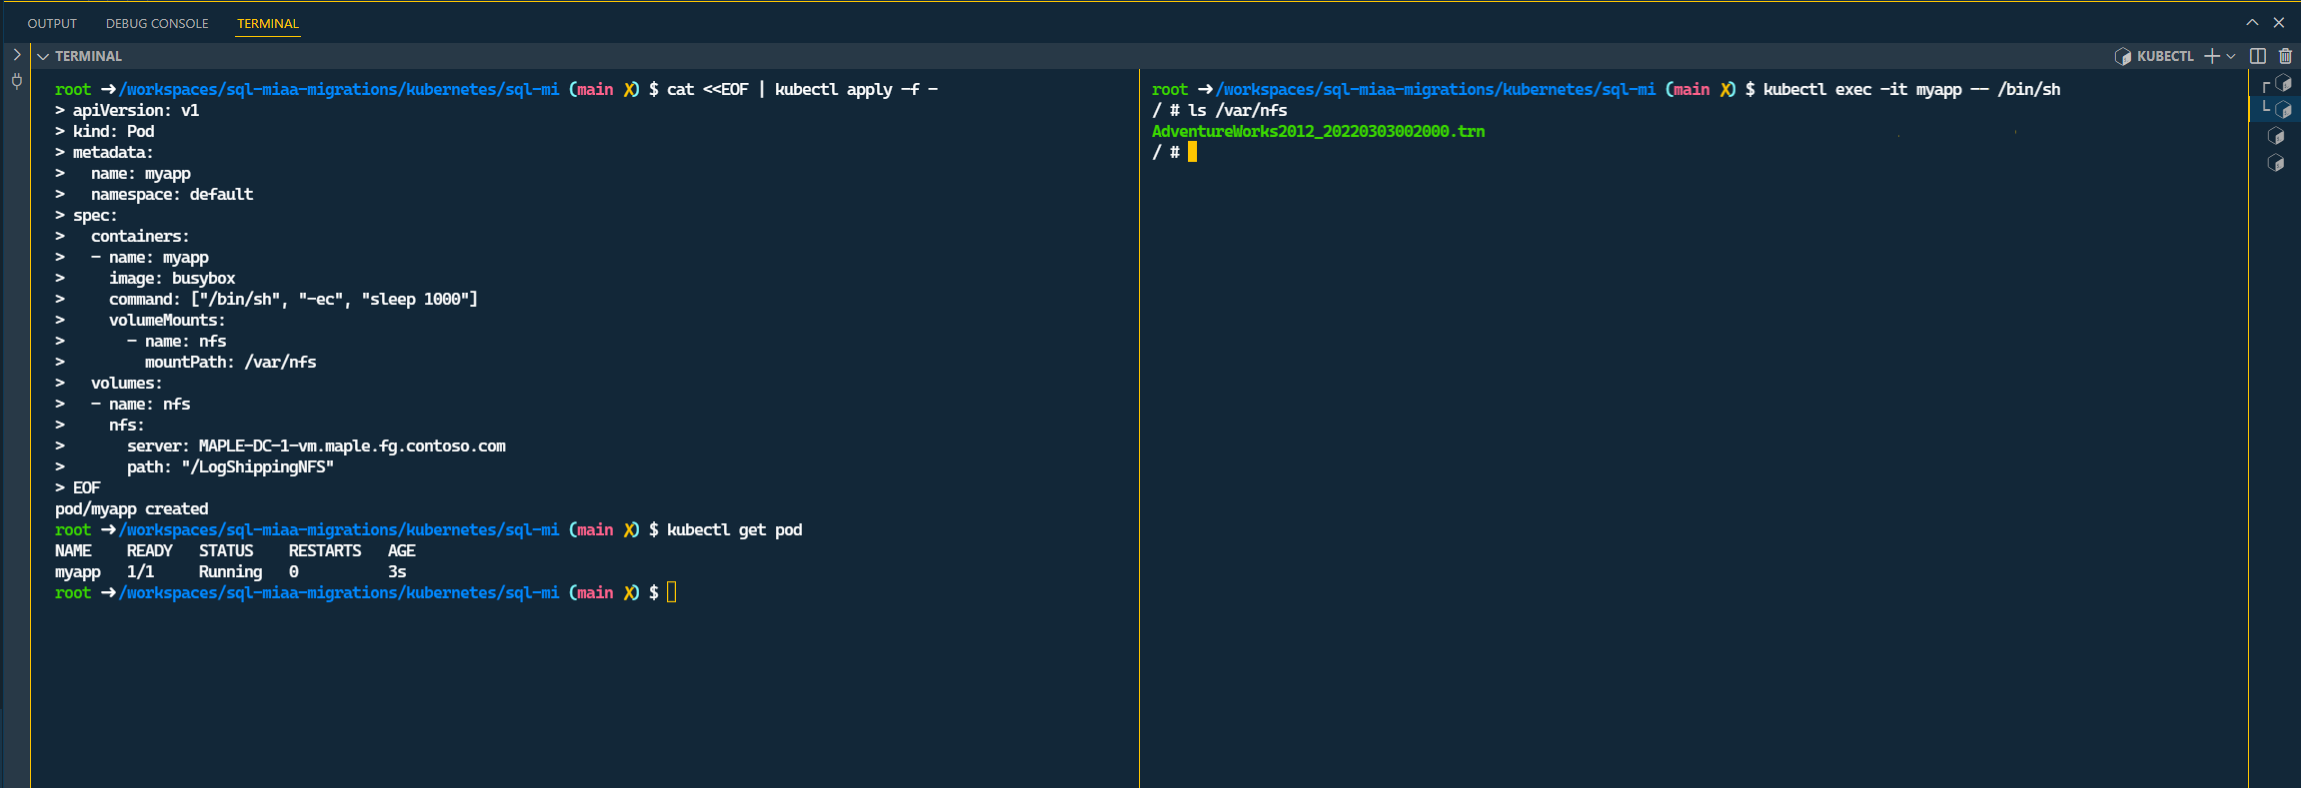 OUTPUT DEBUG CONSOLE TERMINAL
TERMINAL
KUBECTL
root ➜ /workspaces/sql-miaa-migrations/kubernetes/sql-mi (main ✗) $ cat <<EOF | kubectl apply -f -
> apiVersion: v1
> kind: Pod
> metadata:
>   name: myapp
>   namespace: default
> spec:
>   containers:
>   - name: myapp
>     image: busybox
>     command: ["/bin/sh", "-ec", "sleep 1000"]
>     volumeMounts:
>       - name: nfs
>         mountPath: /var/nfs
>   volumes:
>   - name: nfs
>     nfs:
>       server: MAPLE-DC-1-vm.maple.fg.contoso.com
>       path: "/LogShippingNFS"
> EOF
pod/myapp created
root ➜ /workspaces/sql-miaa-migrations/kubernetes/sql-mi (main ✗) $ kubectl get pod
NAME    READY   STATUS    RESTARTS   AGE
myapp   1/1     Running   0          3s
root ➜ /workspaces/sql-miaa-migrations/kubernetes/sql-mi (main ✗) $
root ➜ /workspaces/sql-miaa-migrations/kubernetes/sql-mi (main ✗) $ kubectl exec -it myapp -- /bin/sh
/ # ls /var/nfs
AdventureWorks2012_20220303002000.trn
/ #